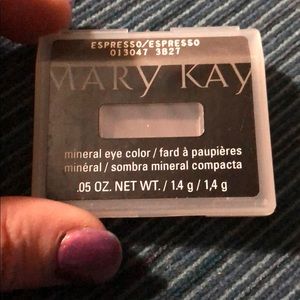 ESPRESSO/ESPRESSO
013047 3827
MARY KAY
mineral eye color / fard à paupières
minéral / sombra mineral compacta
.05 OZ. NET WT. / 1.4 g / 1,4 g